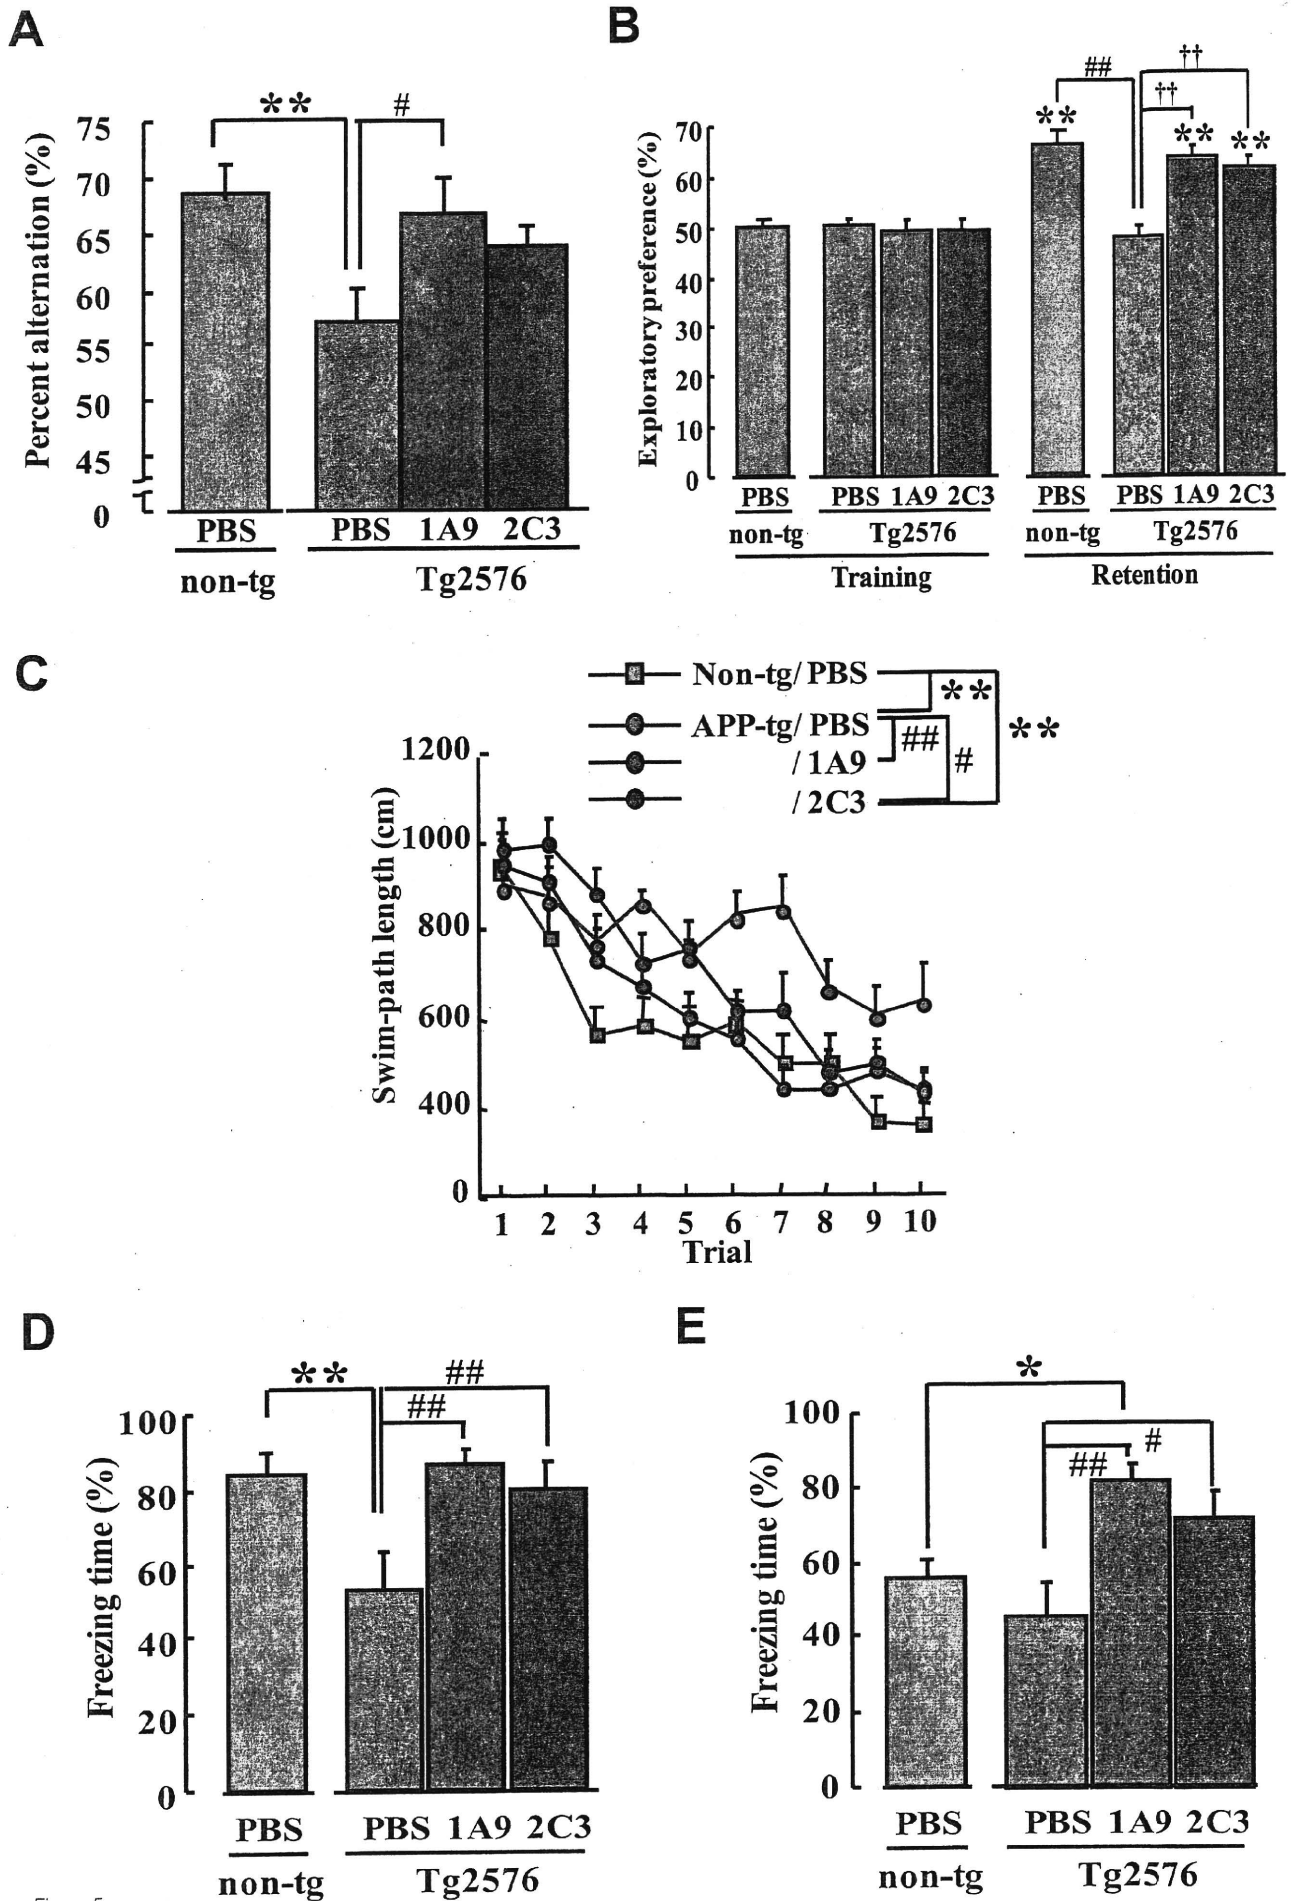 A
Percent alternation (%)
75
70
65
60
55
50
45
0
** #
PBS PBS 1A9 2C3
non-tg Tg2576
B
Exploratory preference (%)
70
60
50
40
30
20
10
0
## †† ††
** ** **
PBS PBS 1A9 2C3 PBS PBS 1A9 2C3
non-tg Tg2576 non-tg Tg2576
Training Retention
C
Non-tg/ PBS
APP-tg/ PBS
/ 1A9
/ 2C3
** ## # **
Swim-path length (cm)
1200
1000
800
600
400
0
1 2 3 4 5 6 7 8 9 10
Trial
D
Freezing time (%)
100
80
60
40
20
0
** ## ##
PBS PBS 1A9 2C3
non-tg Tg2576
E
Freezing time (%)
100
80
60
40
20
0
* # ##
PBS PBS 1A9 2C3
non-tg Tg2576